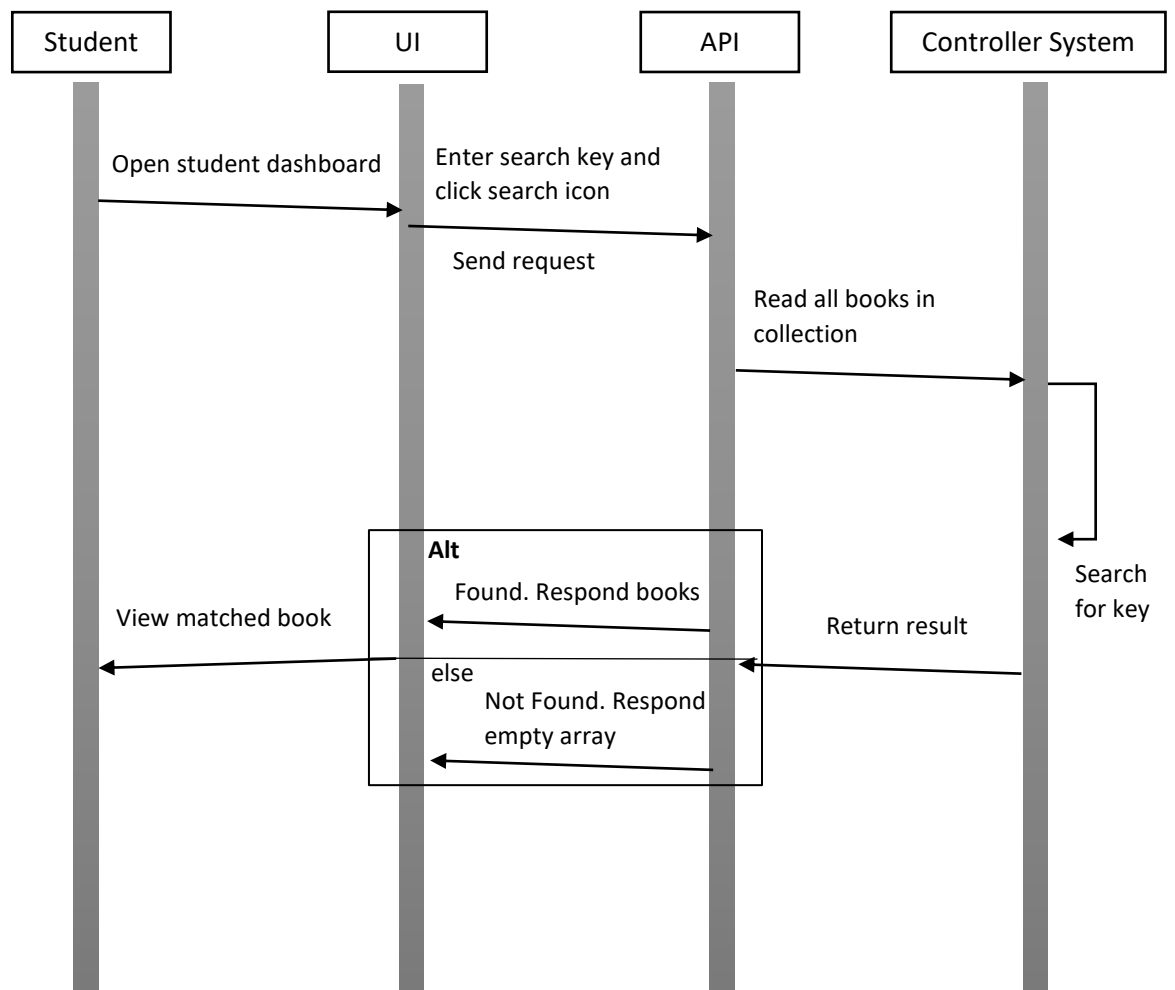 Student
UI
API
Controller System
Open student dashboard
Enter search key and
click search icon
Send request
Read all books in
collection
Search
for key
Alt
Found. Respond books
View matched book
Return result
else
Not Found. Respond
empty array